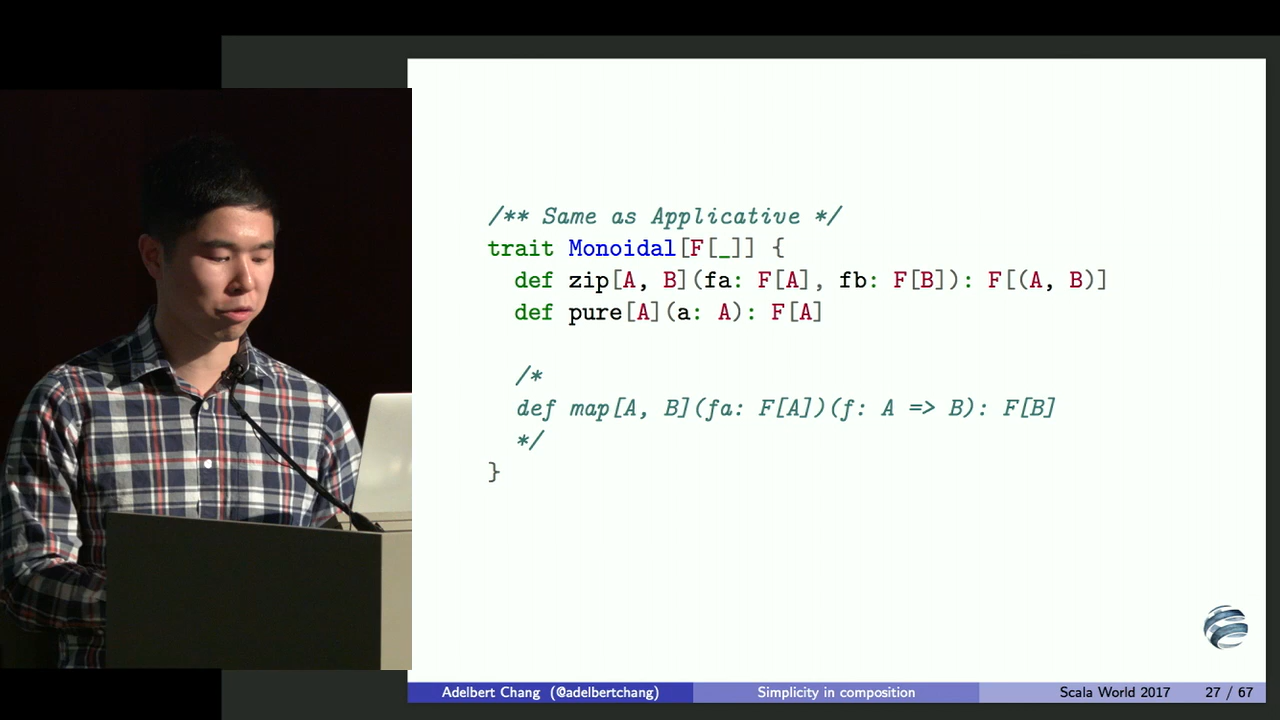 /** Same as Applicative */
trait Monoidal[F[_]] {
  def zip[A, B](fa: F[A], fb: F[B]): F[(A, B)]
  def pure[A](a: A): F[A]
  /*
  def map[A, B](fa: F[A])(f: A => B): F[B]
  */
}
Adelbert Chang (@adelbertchang) Simplicity in composition Scala World 2017 27 / 67